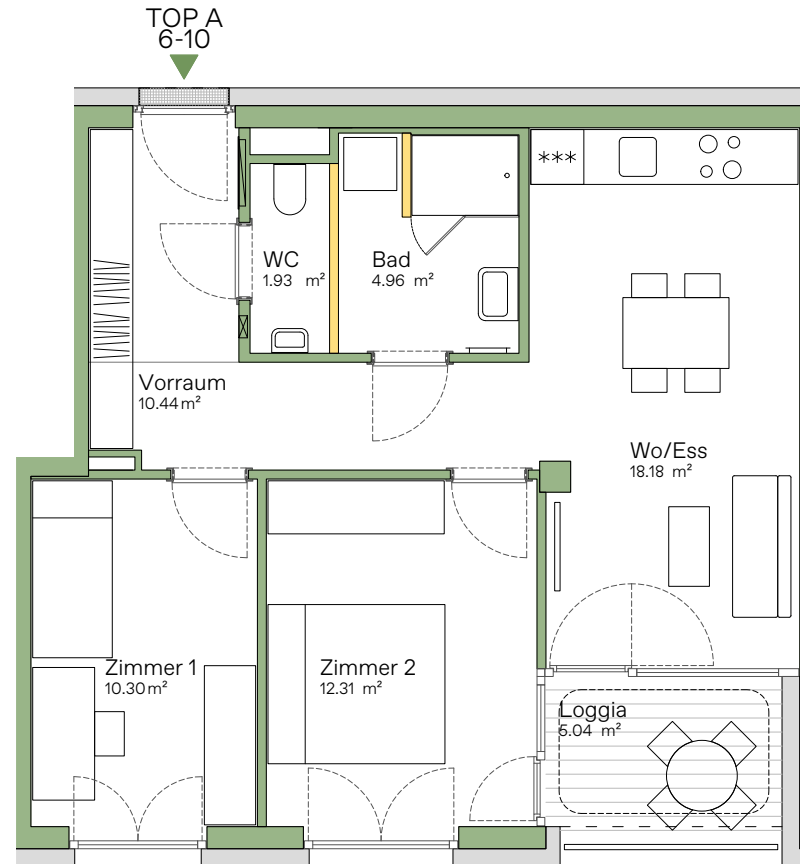 TOP A
6-10
***
WC
1.93 m²
Bad
4.96 m²
Vorraum
10.44 m²
Wo/Ess
18.18 m²
Zimmer 1
10.30 m²
Zimmer 2
12.31 m²
Loggia
5.04 m²